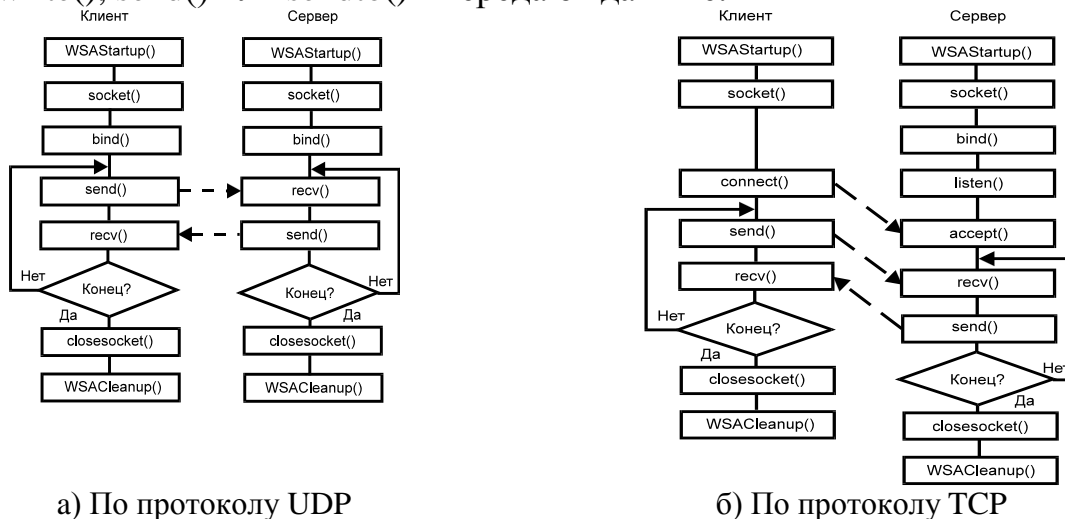 Клиент
Сервер
WSAStartup()
WSAStartup()
socket()
socket()
bind()
bind()
send()
recv()
recv()
send()
Нет
Конец?
Конец?
Нет
Да
Да
closesocket()
closesocket()
WSACleanup()
WSACleanup()
а) По протоколу UDP
Клиент
Сервер
WSAStartup()
WSAStartup()
socket()
socket()
bind()
connect()
listen()
send()
accept()
recv()
recv()
Нет
Конец?
send()
Да
Конец?
Нет
closesocket()
Да
WSACleanup()
closesocket()
WSACleanup()
б) По протоколу TCP